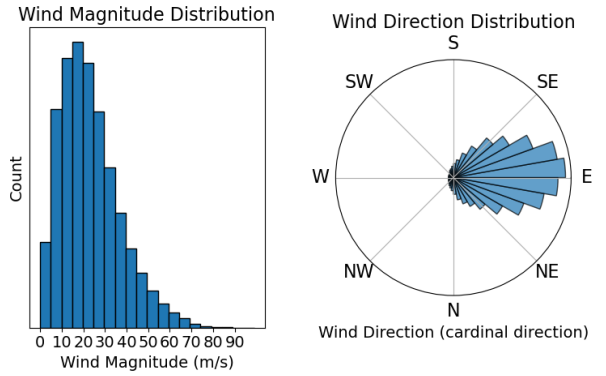 Wind Magnitude Distribution
Count
0 10 20 30 40 50 60 70 80 90
Wind Magnitude (m/s)
Wind Direction Distribution
S
SW SE
W E
NW NE
N
Wind Direction (cardinal direction)